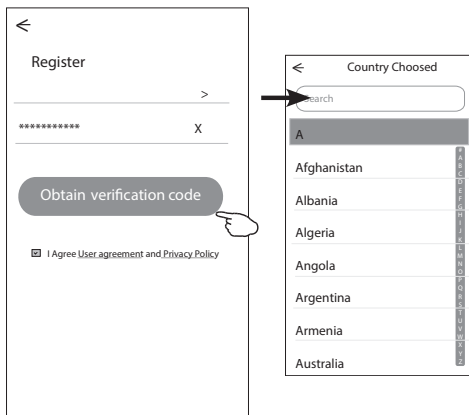 Register
>
*********** X
Obtain verification code
I Agree User agreement and Privacy Policy
Country Choosed
Search
A
Afghanistan
Albania
Algeria
Angola
Argentina
Armenia
Australia
#
A
B
C
D
E
F
G
H
I
J
K
L
M
N
O
P
Q
R
S
T
U
V
W
X
Y
Z